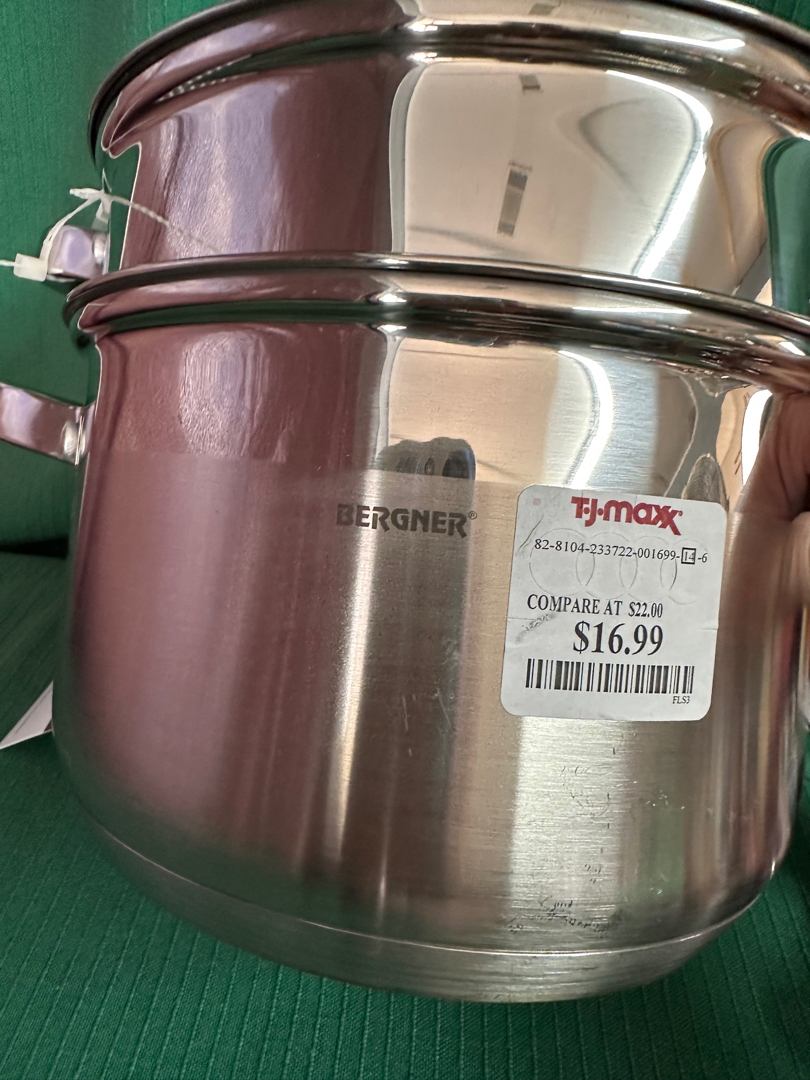 BERGNER®
T·J·maxx®
82-8104-233722-001699-14-6
COMPARE AT $22.00
$16.99
FLS3